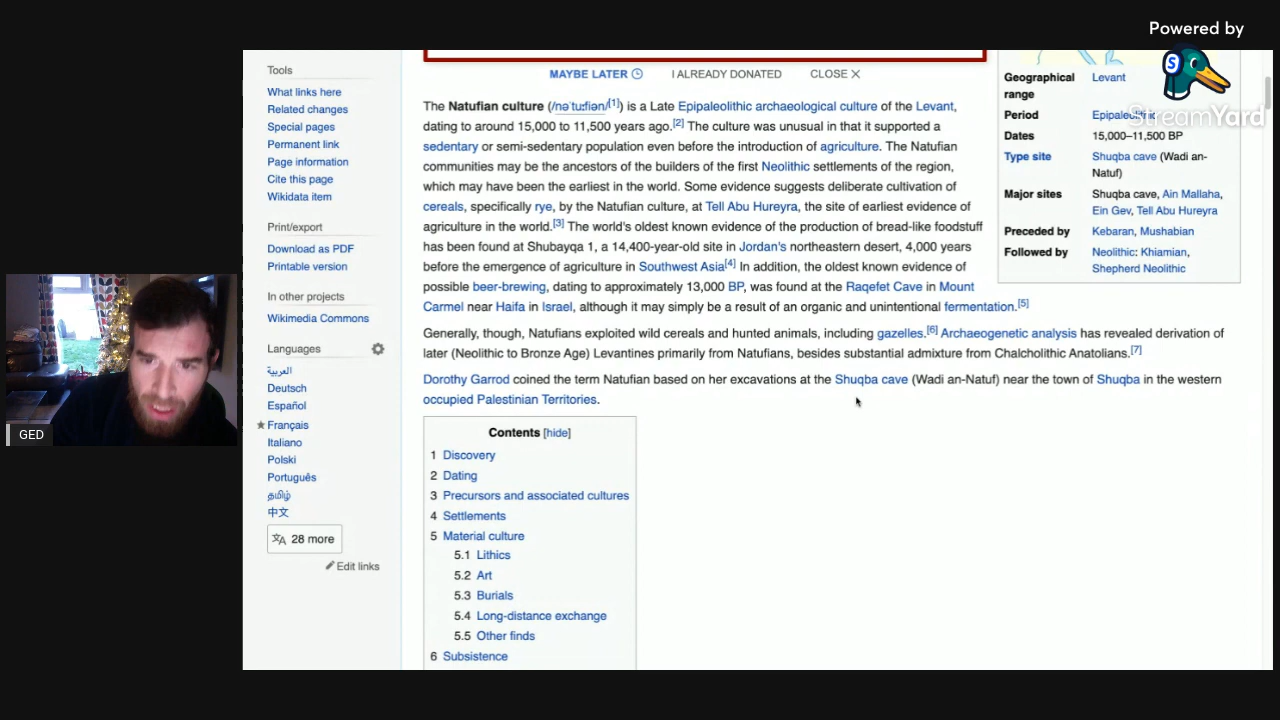 Powered by
StreamYard
GED
Tools
What links here
Related changes
Special pages
Permanent link
Page information
Cite this page
Wikidata item
Print/export
Download as PDF
Printable version
In other projects
Wikimedia Commons
Languages
العربية
Deutsch
Español
Français
Italiano
Polski
Português
தமிழ்
中文
28 more
Edit links
MAYBE LATER I ALREADY DONATED CLOSE X
The Natufian culture (/nəˈtuːfiən/[1]) is a Late Epipaleolithic archaeological culture of the Levant,
dating to around 15,000 to 11,500 years ago.[2] The culture was unusual in that it supported a
sedentary or semi-sedentary population even before the introduction of agriculture. The Natufian
communities may be the ancestors of the builders of the first Neolithic settlements of the region,
which may have been the earliest in the world. Some evidence suggests deliberate cultivation of
cereals, specifically rye, by the Natufian culture, at Tell Abu Hureyra, the site of earliest evidence of
agriculture in the world.[3] The world's oldest known evidence of the production of bread-like foodstuff
has been found at Shubayqa 1, a 14,400-year-old site in Jordan's northeastern desert, 4,000 years
before the emergence of agriculture in Southwest Asia[4] In addition, the oldest known evidence of
possible beer-brewing, dating to approximately 13,000 BP, was found at the Raqefet Cave in Mount
Carmel near Haifa in Israel, although it may simply be a result of an organic and unintentional fermentation.[5]
Generally, though, Natufians exploited wild cereals and hunted animals, including gazelles.[6] Archaeogenetic analysis has revealed derivation of
later (Neolithic to Bronze Age) Levantines primarily from Natufians, besides substantial admixture from Chalcholithic Anatolians.[7]
Dorothy Garrod coined the term Natufian based on her excavations at the Shuqba cave (Wadi an-Natuf) near the town of Shuqba in the western
occupied Palestinian Territories.
Contents [hide]
1 Discovery
2 Dating
3 Precursors and associated cultures
4 Settlements
5 Material culture
5.1 Lithics
5.2 Art
5.3 Burials
5.4 Long-distance exchange
5.5 Other finds
6 Subsistence
Geographical Levant
range
Period Epipaleolithic
Dates 15,000–11,500 BP
Type site Shuqba cave (Wadi an-
Natuf)
Major sites Shuqba cave, Ain Mallaha,
Ein Gev, Tell Abu Hureyra
Preceded by Kebaran, Mushabian
Followed by Neolithic: Khiamian,
Shepherd Neolithic